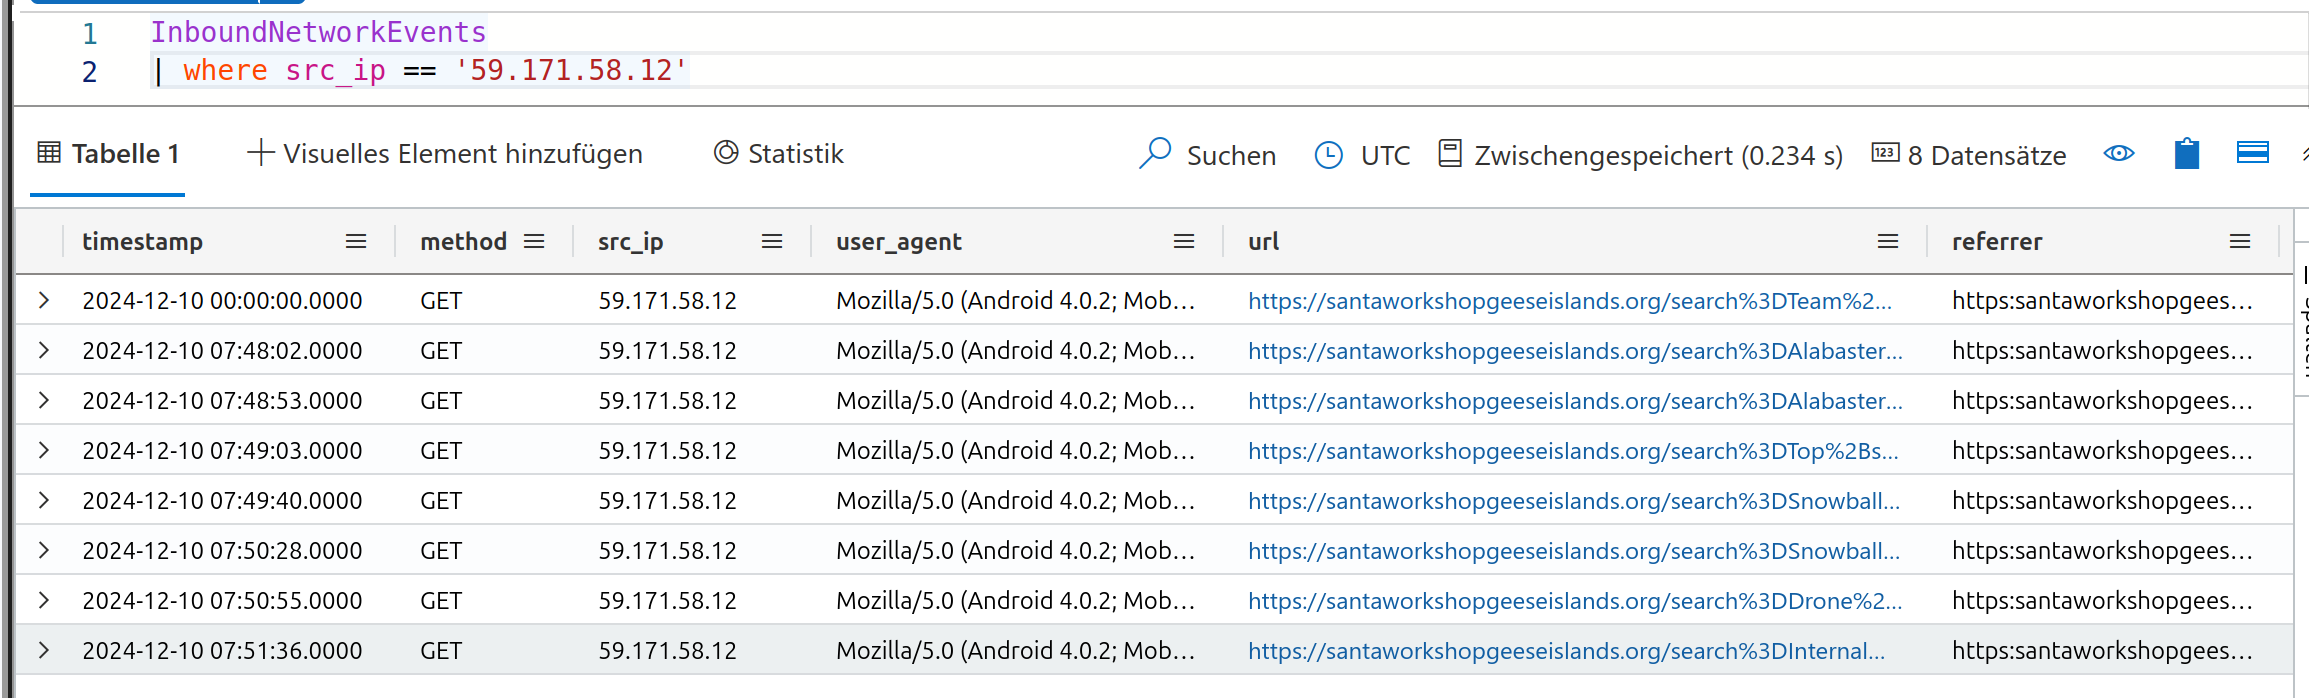 1 InboundNetworkEvents
2 | where src_ip == '59.171.58.12'
Tabelle 1 Visuelles Element hinzufügen Statistik Suchen UTC Zwischengespeichert (0.234 s) 123 8 Datensätze
timestamp method src_ip user_agent url referrer
2024-12-10 00:00:00.0000 GET 59.171.58.12 Mozilla/5.0 (Android 4.0.2; Mob... https://santaworkshopgeeseislands.org/search%3DTeam%2... https:santaworkshopgees...
2024-12-10 07:48:02.0000 GET 59.171.58.12 Mozilla/5.0 (Android 4.0.2; Mob... https://santaworkshopgeeseislands.org/search%3DAlabaster... https:santaworkshopgees...
2024-12-10 07:48:53.0000 GET 59.171.58.12 Mozilla/5.0 (Android 4.0.2; Mob... https://santaworkshopgeeseislands.org/search%3DAlabaster... https:santaworkshopgees...
2024-12-10 07:49:03.0000 GET 59.171.58.12 Mozilla/5.0 (Android 4.0.2; Mob... https://santaworkshopgeeseislands.org/search%3DTop%2Bs... https:santaworkshopgees...
2024-12-10 07:49:40.0000 GET 59.171.58.12 Mozilla/5.0 (Android 4.0.2; Mob... https://santaworkshopgeeseislands.org/search%3DSnowball... https:santaworkshopgees...
2024-12-10 07:50:28.0000 GET 59.171.58.12 Mozilla/5.0 (Android 4.0.2; Mob... https://santaworkshopgeeseislands.org/search%3DSnowball... https:santaworkshopgees...
2024-12-10 07:50:55.0000 GET 59.171.58.12 Mozilla/5.0 (Android 4.0.2; Mob... https://santaworkshopgeeseislands.org/search%3DDrone%2... https:santaworkshopgees...
2024-12-10 07:51:36.0000 GET 59.171.58.12 Mozilla/5.0 (Android 4.0.2; Mob... https://santaworkshopgeeseislands.org/search%3DInternal... https:santaworkshopgees...